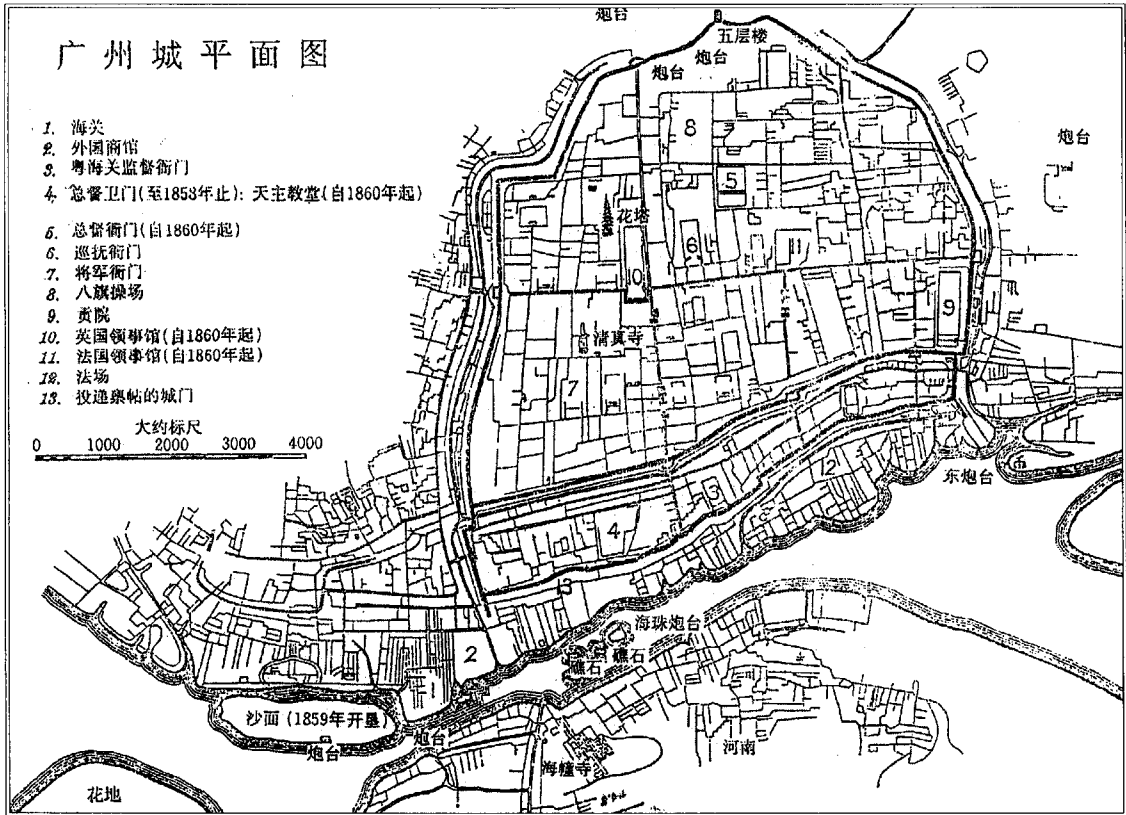 广州城平面图
1. 海关
2. 外国商馆
3. 粤海关监督衙门
4. 总督卫门(至1858年止): 天主教堂(自1860年起)
5. 总督衙门(自1860年起)
6. 巡抚衙门
7. 将军衙门
8. 八旗操场
9. 贡院
10. 英国领事馆(自1860年起)
11. 法国领事馆(自1860年起)
12. 法场
13. 投递禀帖的城门
大约标尺
0 1000 2000 3000 4000
炮台
五层楼
炮台
炮台
炮台
8
5
花塔
6
11
10
9
清真寺
7
12
东炮台
3
4
13
海珠炮台
礁石
礁石
2
沙面 (1859年开垦)
炮台
炮台
河南
海幢寺
花地